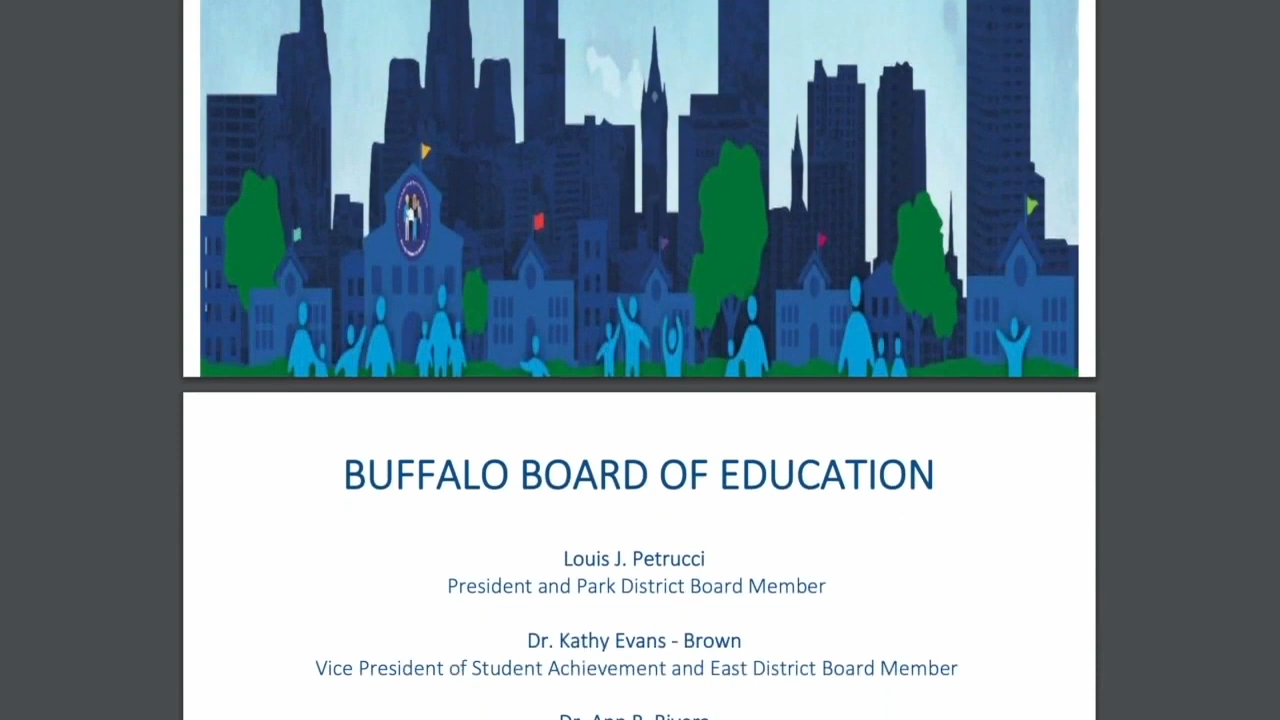 BUFFALO BOARD OF EDUCATION
Louis J. Petrucci
President and Park District Board Member
Dr. Kathy Evans - Brown
Vice President of Student Achievement and East District Board Member